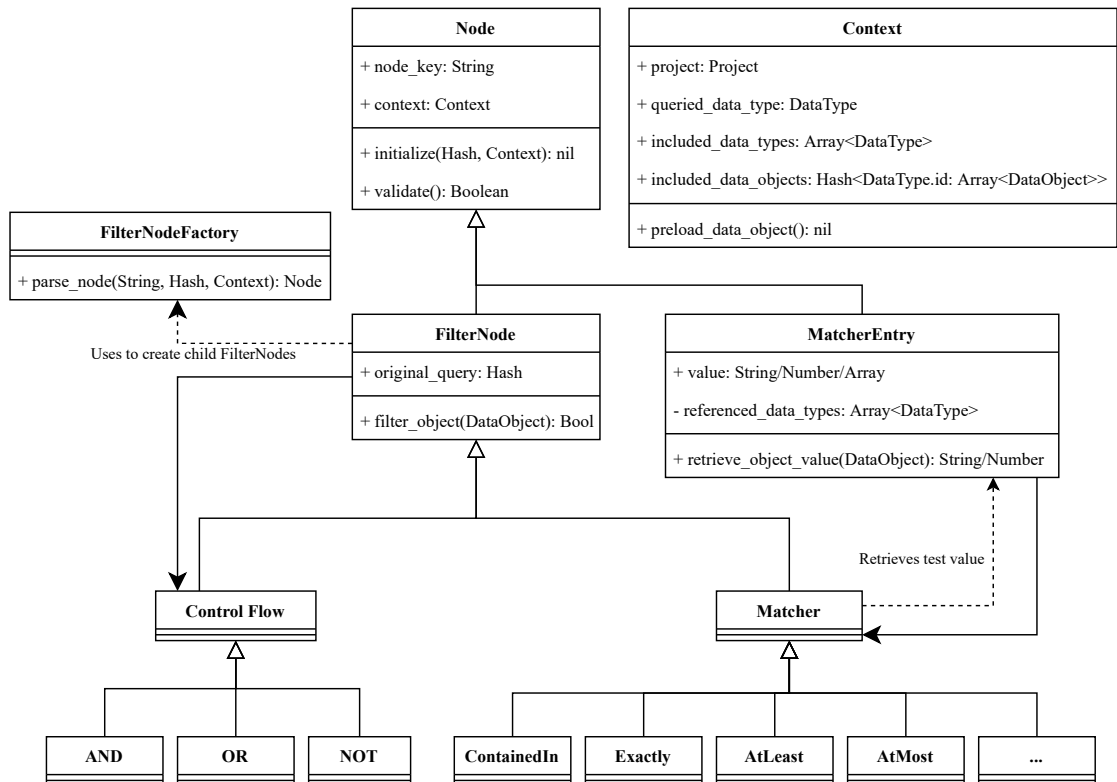 Node
+ node_key: String
+ context: Context
+ initialize(Hash, Context): nil
+ validate(): Boolean
Context
+ project: Project
+ queried_data_type: DataType
+ included_data_types: Array<DataType>
+ included_data_objects: Hash<DataType.id: Array<DataObject>>
+ preload_data_object(): nil
FilterNodeFactory
+ parse_node(String, Hash, Context): Node
Uses to create child FilterNodes
FilterNode
+ original_query: Hash
+ filter_object(DataObject): Bool
MatcherEntry
+ value: String/Number/Array
- referenced_data_types: Array<DataType>
+ retrieve_object_value(DataObject): String/Number
Retrieves test value
Control Flow
Matcher
AND
OR
NOT
ContainedIn
Exactly
AtLeast
AtMost
...